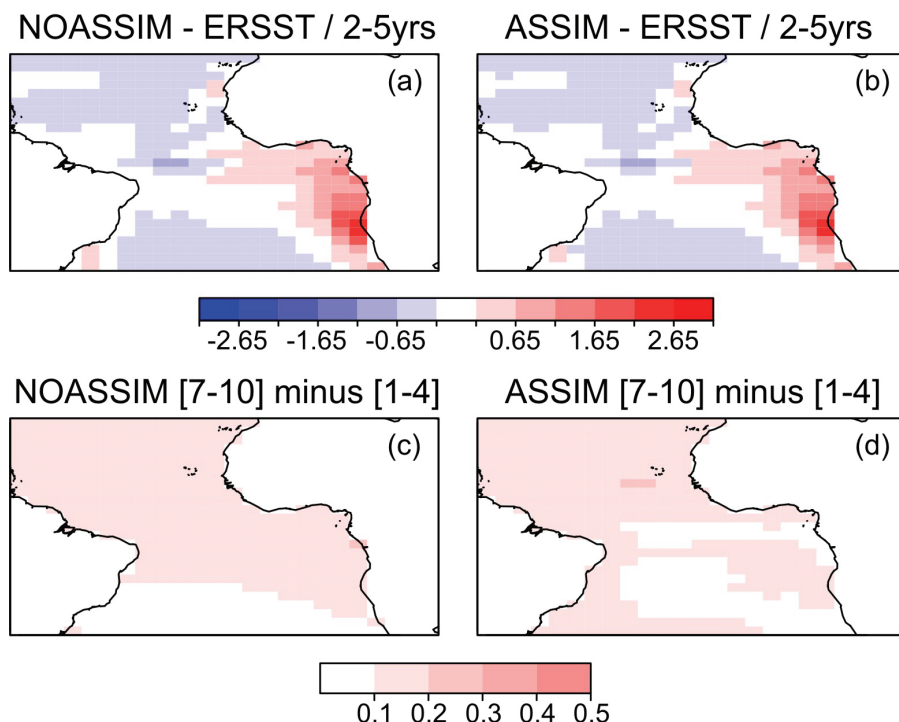 NOASSIM - ERSST / 2-5yrs
ASSIM - ERSST / 2-5yrs
(a)
(b)
-2.65 -1.65 -0.65 0.65 1.65 2.65
NOASSIM [7-10] minus [1-4]
ASSIM [7-10] minus [1-4]
(c)
(d)
0.1 0.2 0.3 0.4 0.5